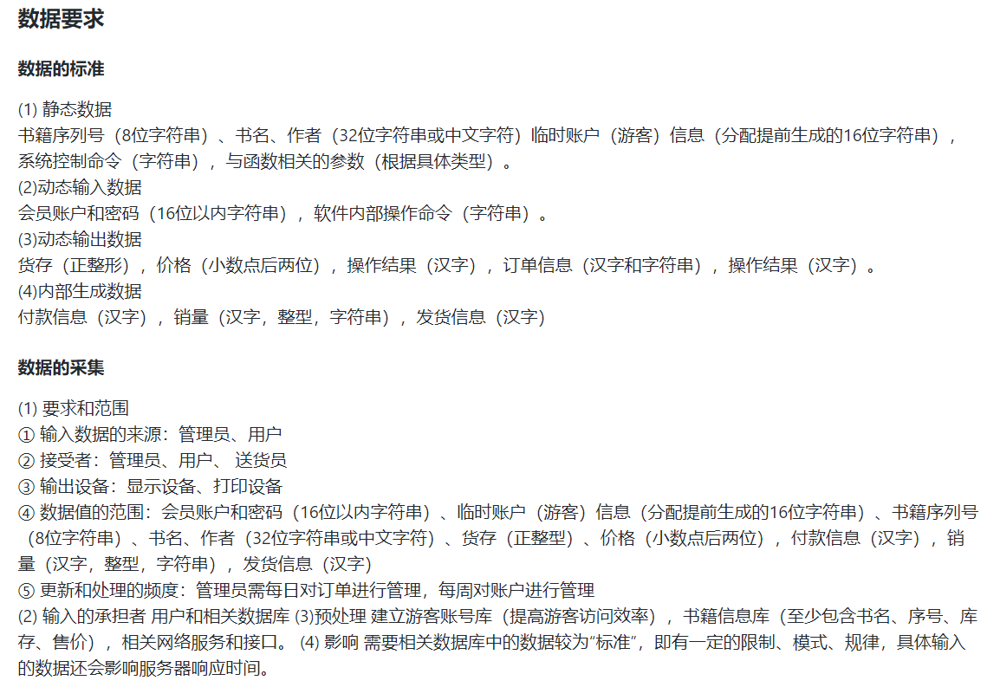 数据要求
数据的标准
(1) 静态数据
书籍序列号（8位字符串）、书名、作者（32位字符串或中文字符）临时账户（游客）信息（分配提前生成的16位字符串），
系统控制命令（字符串），与函数相关的参数（根据具体类型）。
(2)动态输入数据
会员账户和密码（16位以内字符串），软件内部操作命令（字符串）。
(3)动态输出数据
货存（正整形），价格（小数点后两位），操作结果（汉字），订单信息（汉字和字符串），操作结果（汉字）。
(4)内部生成数据
付款信息（汉字），销量（汉字，整型，字符串），发货信息（汉字）
数据的采集
(1) 要求和范围
① 输入数据的来源：管理员、用户
② 接受者：管理员、用户、 送货员
③ 输出设备：显示设备、打印设备
④ 数据值的范围：会员账户和密码（16位以内字符串）、临时账户（游客）信息（分配提前生成的16位字符串）、书籍序列号
（8位字符串）、书名、作者（32位字符串或中文字符）、货存（正整型）、价格（小数点后两位），付款信息（汉字），销
量（汉字，整型，字符串），发货信息（汉字）
⑤ 更新和处理的频度：管理员需每日对订单进行管理，每周对账户进行管理
(2) 输入的承担者 用户和相关数据库 (3)预处理 建立游客账号库（提高游客访问效率），书籍信息库（至少包含书名、序号、库
存、售价），相关网络服务和接口。 (4) 影响 需要相关数据库中的数据较为“标准”，即有一定的限制、模式、规律，具体输入
的数据还会影响服务器响应时间。